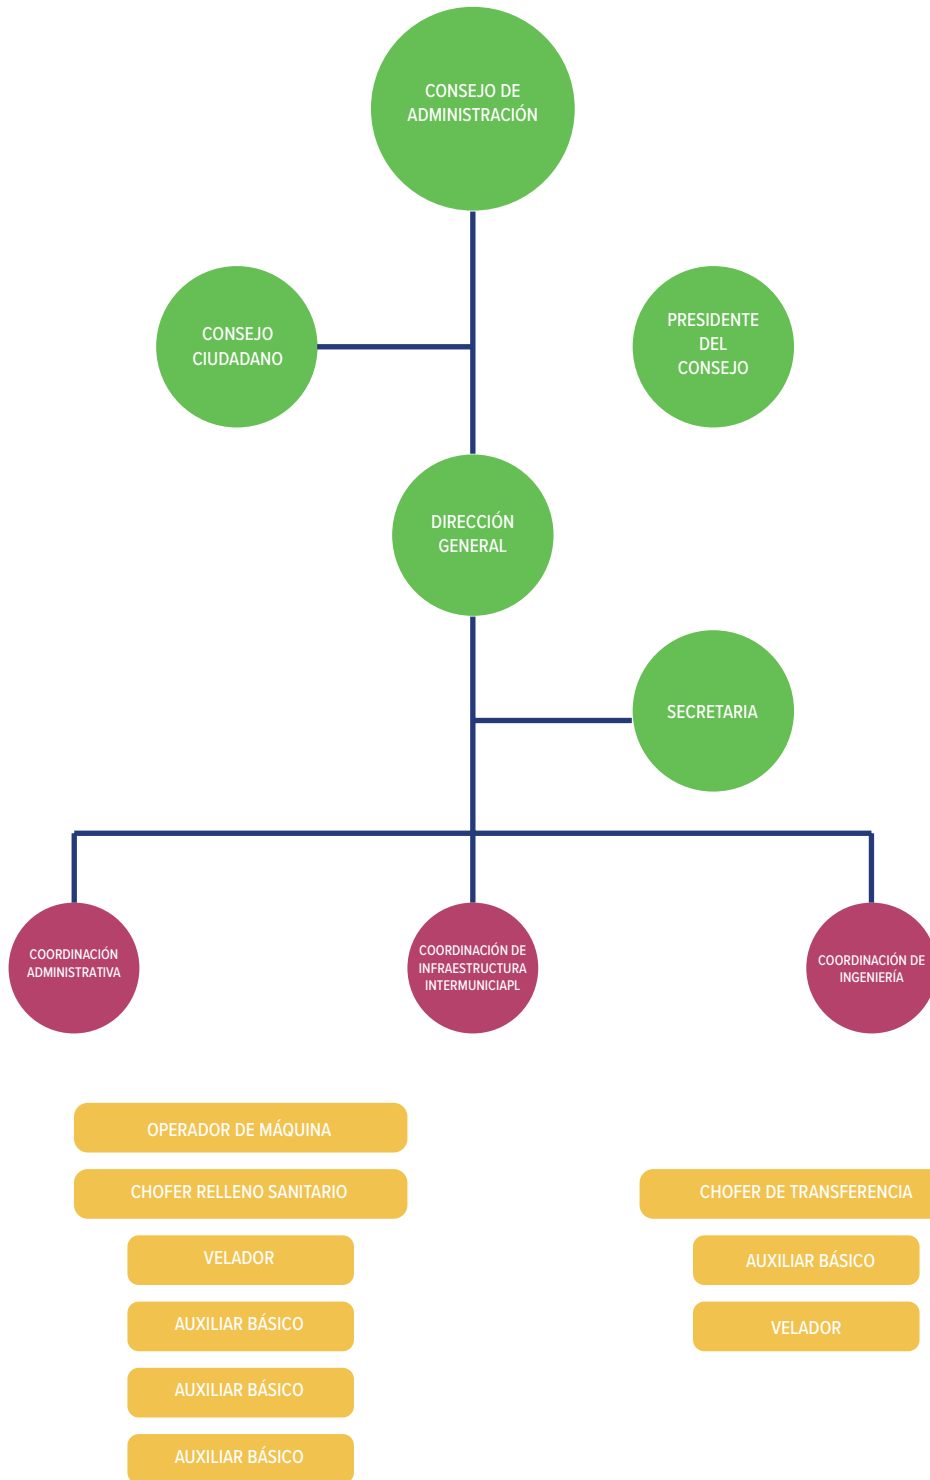 CONSEJO DE
ADMINISTRACIÓN
CONSEJO
CIUDADANO
PRESIDENTE
DEL
CONSEJO
DIRECCIÓN
GENERAL
SECRETARIA
COORDINACIÓN
ADMINISTRATIVA
COORDINACIÓN DE
INFRAESTRUCTURA
INTERMUNICIAPL
COORDINACIÓN DE
INGENIERÍA
OPERADOR DE MÁQUINA
CHOFER RELLENO SANITARIO
VELADOR
AUXILIAR BÁSICO
AUXILIAR BÁSICO
AUXILIAR BÁSICO
CHOFER DE TRANSFERENCIA
AUXILIAR BÁSICO
VELADOR